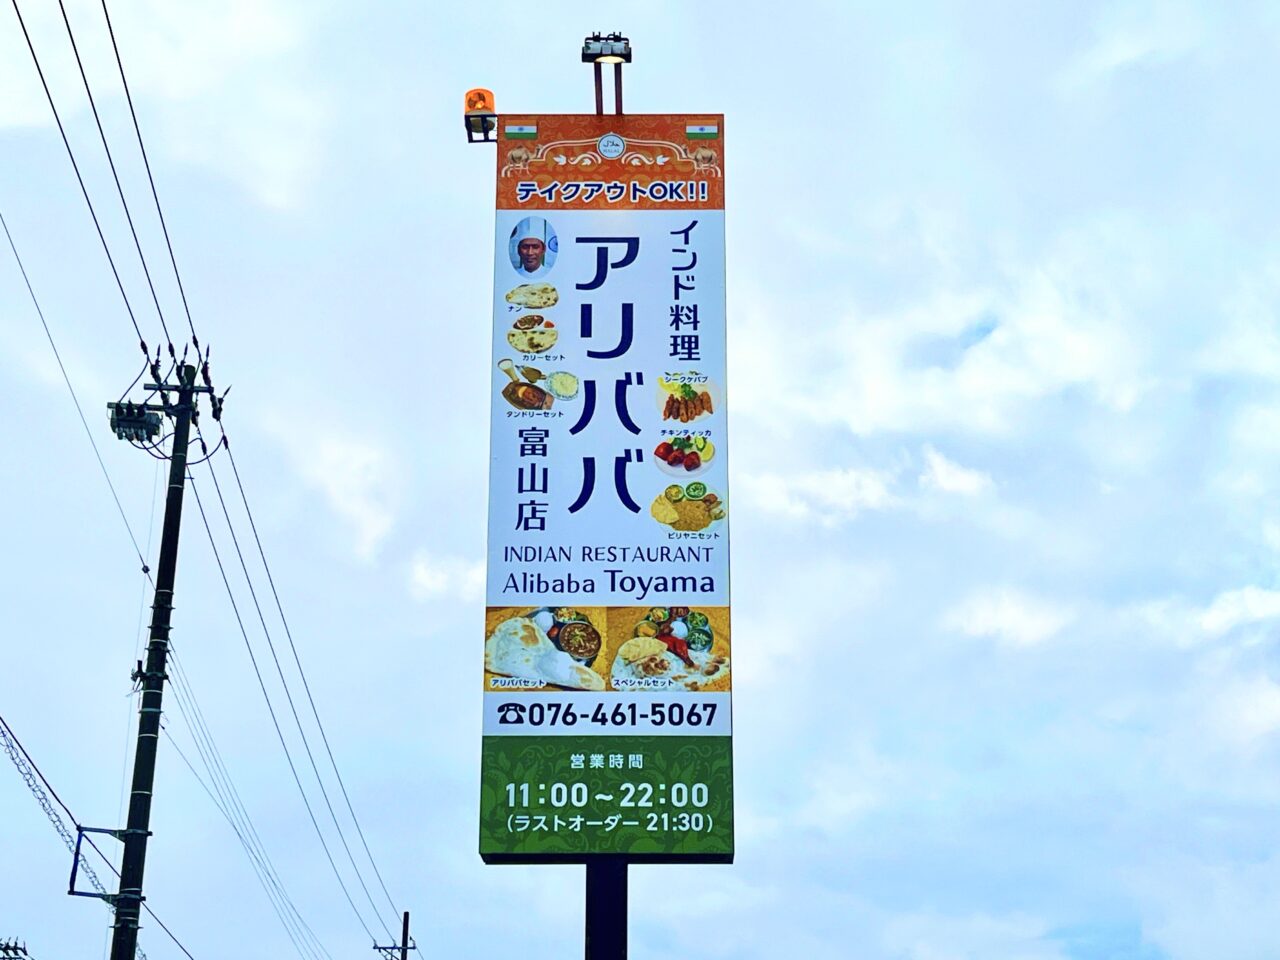 حلال
HALAL
テイクアウトOK!!
インド料理
アリババ
富山店
ナン
カリーセット
タンドリーセット
シークケバブ
チキンティッカ
ビリヤニセット
INDIAN RESTAURANT
Alibaba Toyama
アリババセット
スペシャルセット
☎076-461-5067
営業時間
11:00~22:00
(ラストオーダー 21:30)